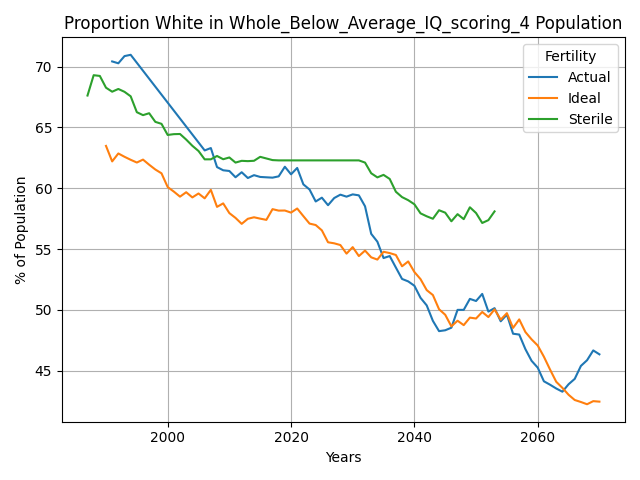 Proportion White in Whole_Below_Average_IQ_scoring_4 Population
Fertility
Actual
Ideal
Sterile
% of Population
70
65
60
55
50
45
2000
2020
2040
2060
Years